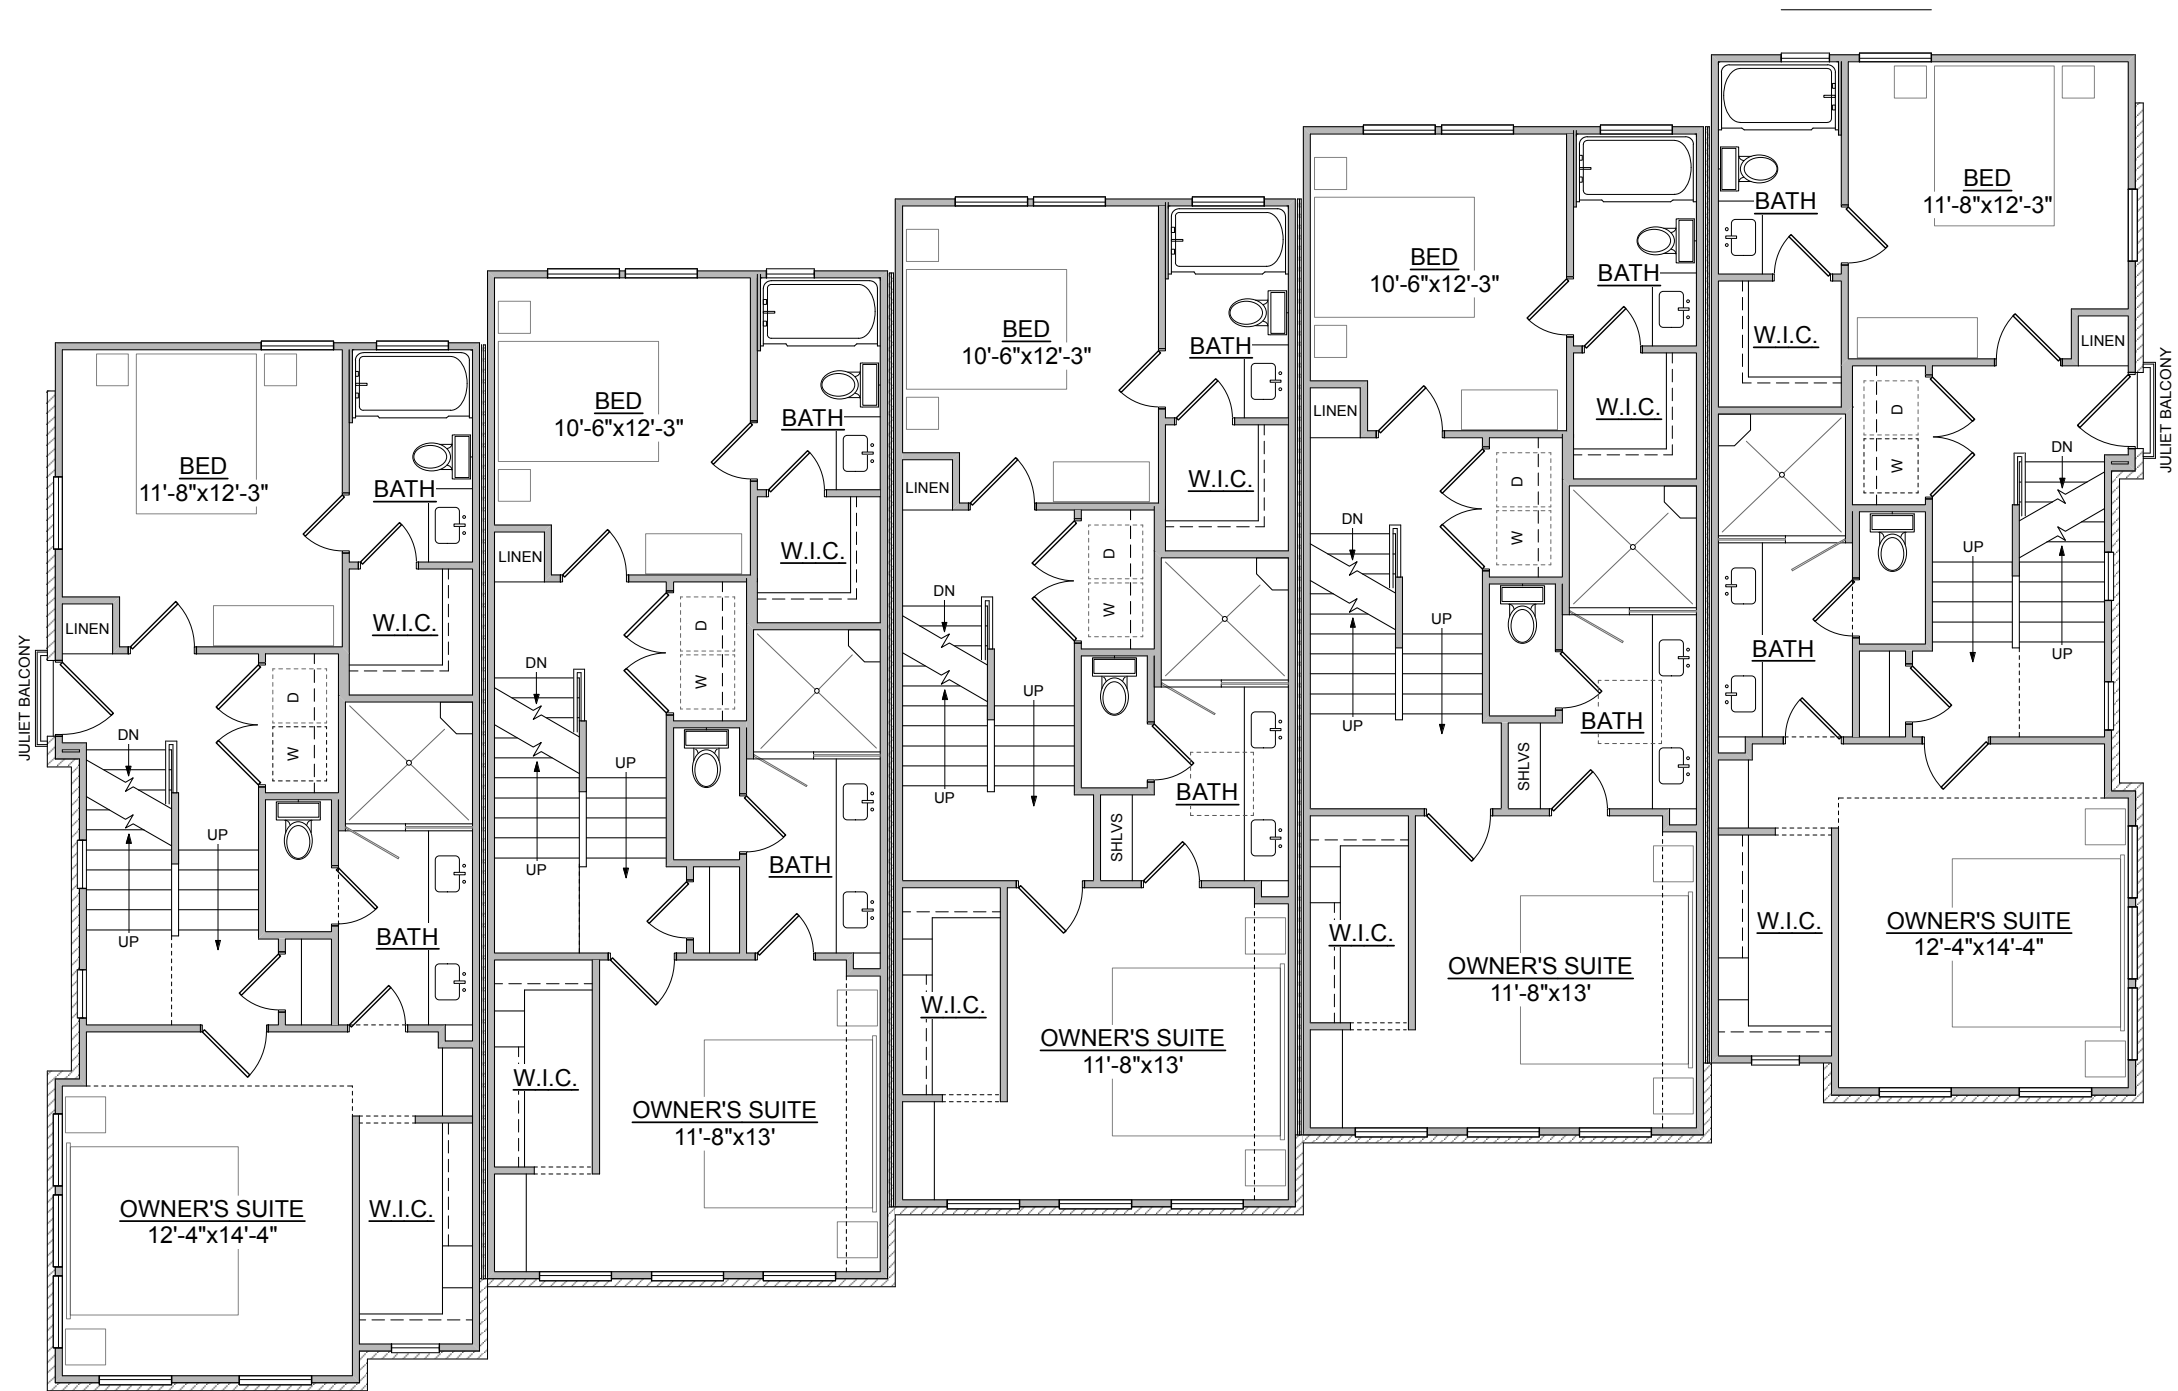 JULIET BALCONY
BED
11'-8"x12'-3"
LINEN
BATH
W.I.C.
D
W
DN
UP
UP
BATH
OWNER'S SUITE
12'-4"x14'-4"
W.I.C.
BED
10'-6"x12'-3"
LINEN
BATH
W.I.C.
D
W
DN
UP
UP
BATH
W.I.C.
OWNER'S SUITE
11'-8"x13'
BED
10'-6"x12'-3"
LINEN
BATH
W.I.C.
D
W
DN
UP
UP
BATH
SHLVS
W.I.C.
OWNER'S SUITE
11'-8"x13'
BED
10'-6"x12'-3"
LINEN
BATH
W.I.C.
D
W
DN
UP
UP
BATH
SHLVS
W.I.C.
OWNER'S SUITE
11'-8"x13'
BED
11'-8"x12'-3"
BATH
LINEN
W.I.C.
JULIET BALCONY
D
W
DN
UP
UP
BATH
W.I.C.
OWNER'S SUITE
12'-4"x14'-4"